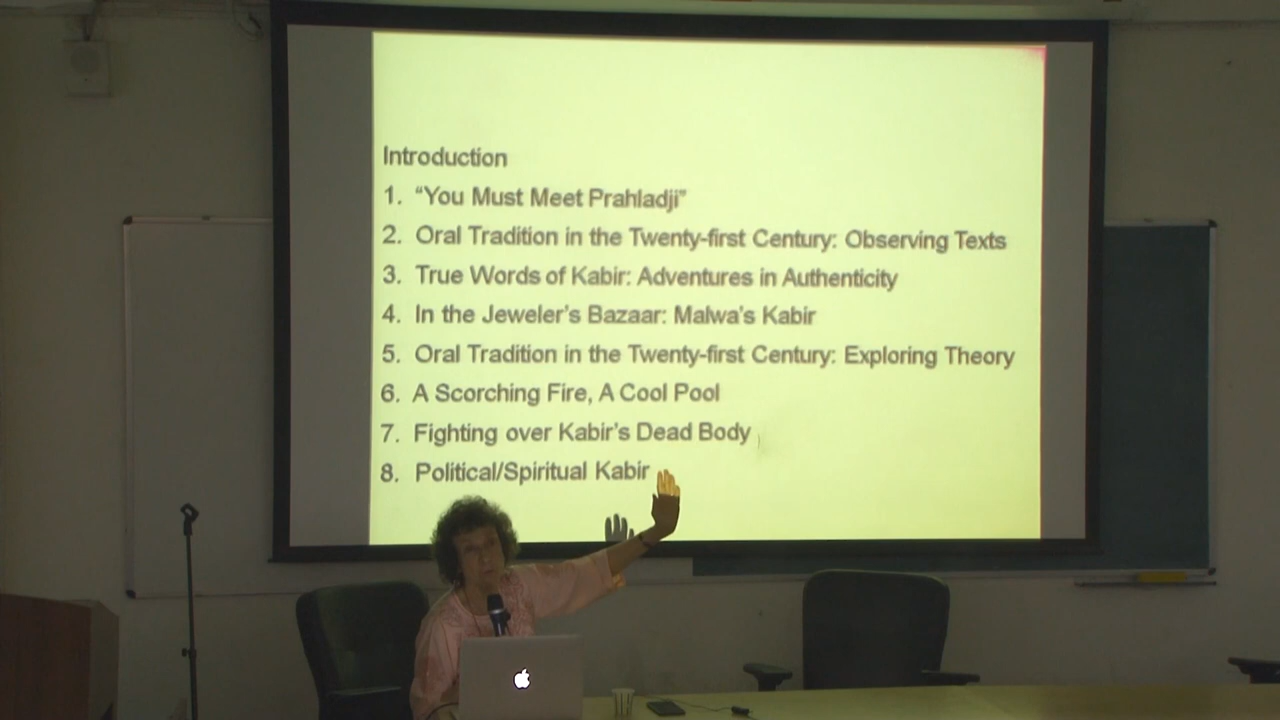 Introduction
1. “You Must Meet Prahladji”
2. Oral Tradition in the Twenty-first Century: Observing Texts
3. True Words of Kabir: Adventures in Authenticity
4. In the Jeweler’s Bazaar: Malwa’s Kabir
5. Oral Tradition in the Twenty-first Century: Exploring Theory
6. A Scorching Fire, A Cool Pool
7. Fighting over Kabir’s Dead Body
8. Political/Spiritual Kabir